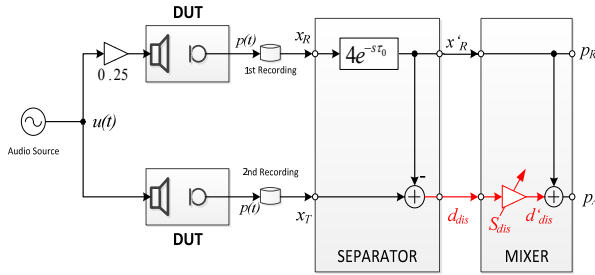 DUT
p(t)
x_R
4e^{-sτ_0}
x'_R
p_R
0.25
1st Recording
u(t)
Audio Source
2nd Recording
p(t)
x_T
-
d_dis
S_dis
d'_dis
DUT
SEPARATOR
MIXER